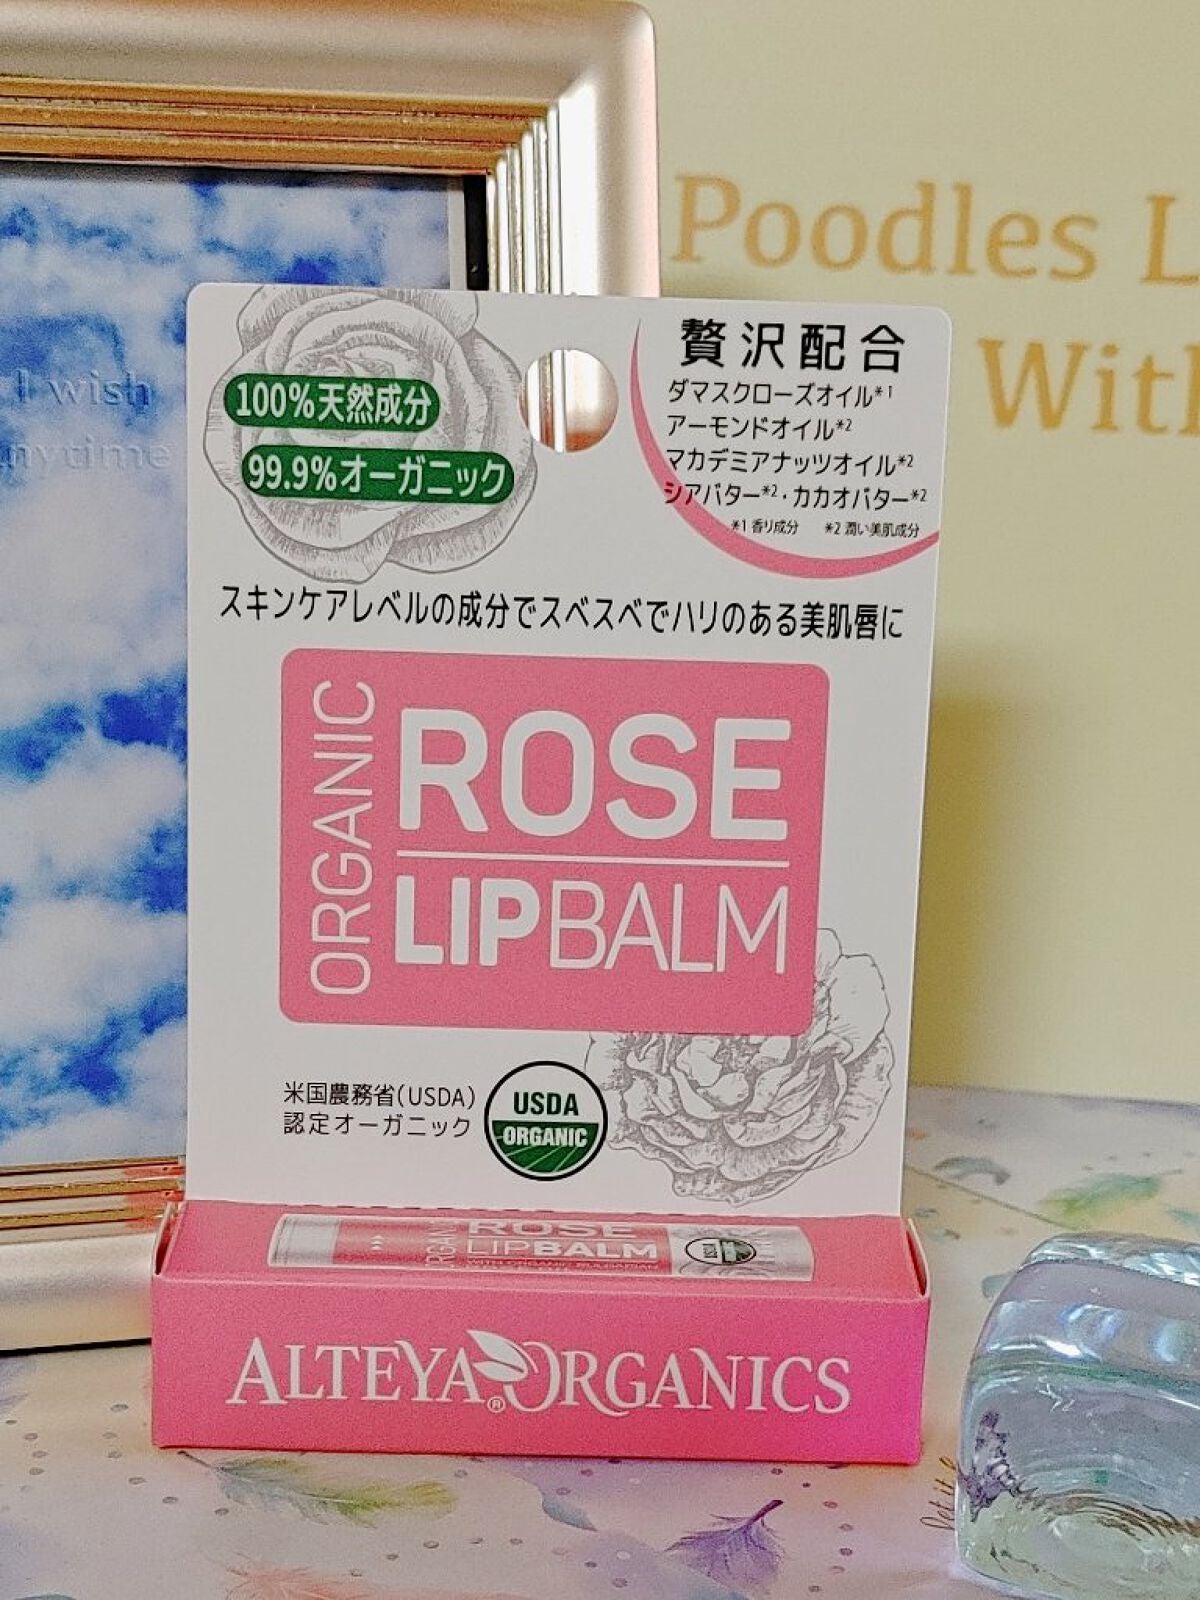 Poodles L
With
I wish
nytime
100%天然成分
99.9%オーガニック
贅沢配合
ダマスクローズオイル*1
アーモンドオイル*2
マカデミアナッツオイル*2
シアバター*2・カカオバター*2
*1 香り成分 *2 潤い美肌成分
スキンケアレベルの成分でスベスベでハリのある美肌唇に
ORGANIC
ROSE
LIPBALM
米国農務省(USDA)
認定オーガニック
USDA
ORGANIC
ROSE
LIPBALM
ALTEYA ORGANICS®